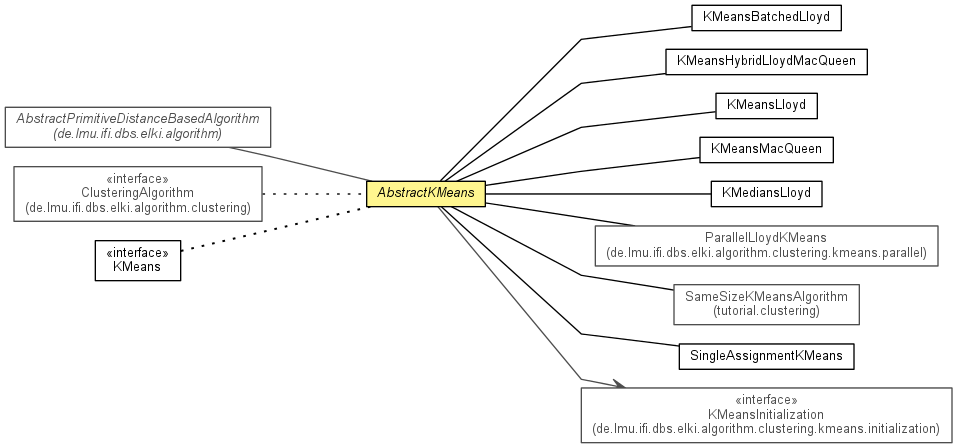 AbstractPrimitiveDistanceBasedAlgorithm
(de.lmu.ifi.dbs.elki.algorithm)
«interface»
ClusteringAlgorithm
(de.lmu.ifi.dbs.elki.algorithm.clustering)
«interface»
KMeans
AbstractKMeans
KMeansBatchedLloyd
KMeansHybridLloydMacQueen
KMeansLloyd
KMeansMacQueen
KMediansLloyd
ParallelLloydKMeans
(de.lmu.ifi.dbs.elki.algorithm.clustering.kmeans.parallel)
SameSizeKMeansAlgorithm
(tutorial.clustering)
SingleAssignmentKMeans
«interface»
KMeansInitialization
(de.lmu.ifi.dbs.elki.algorithm.clustering.kmeans.initialization)